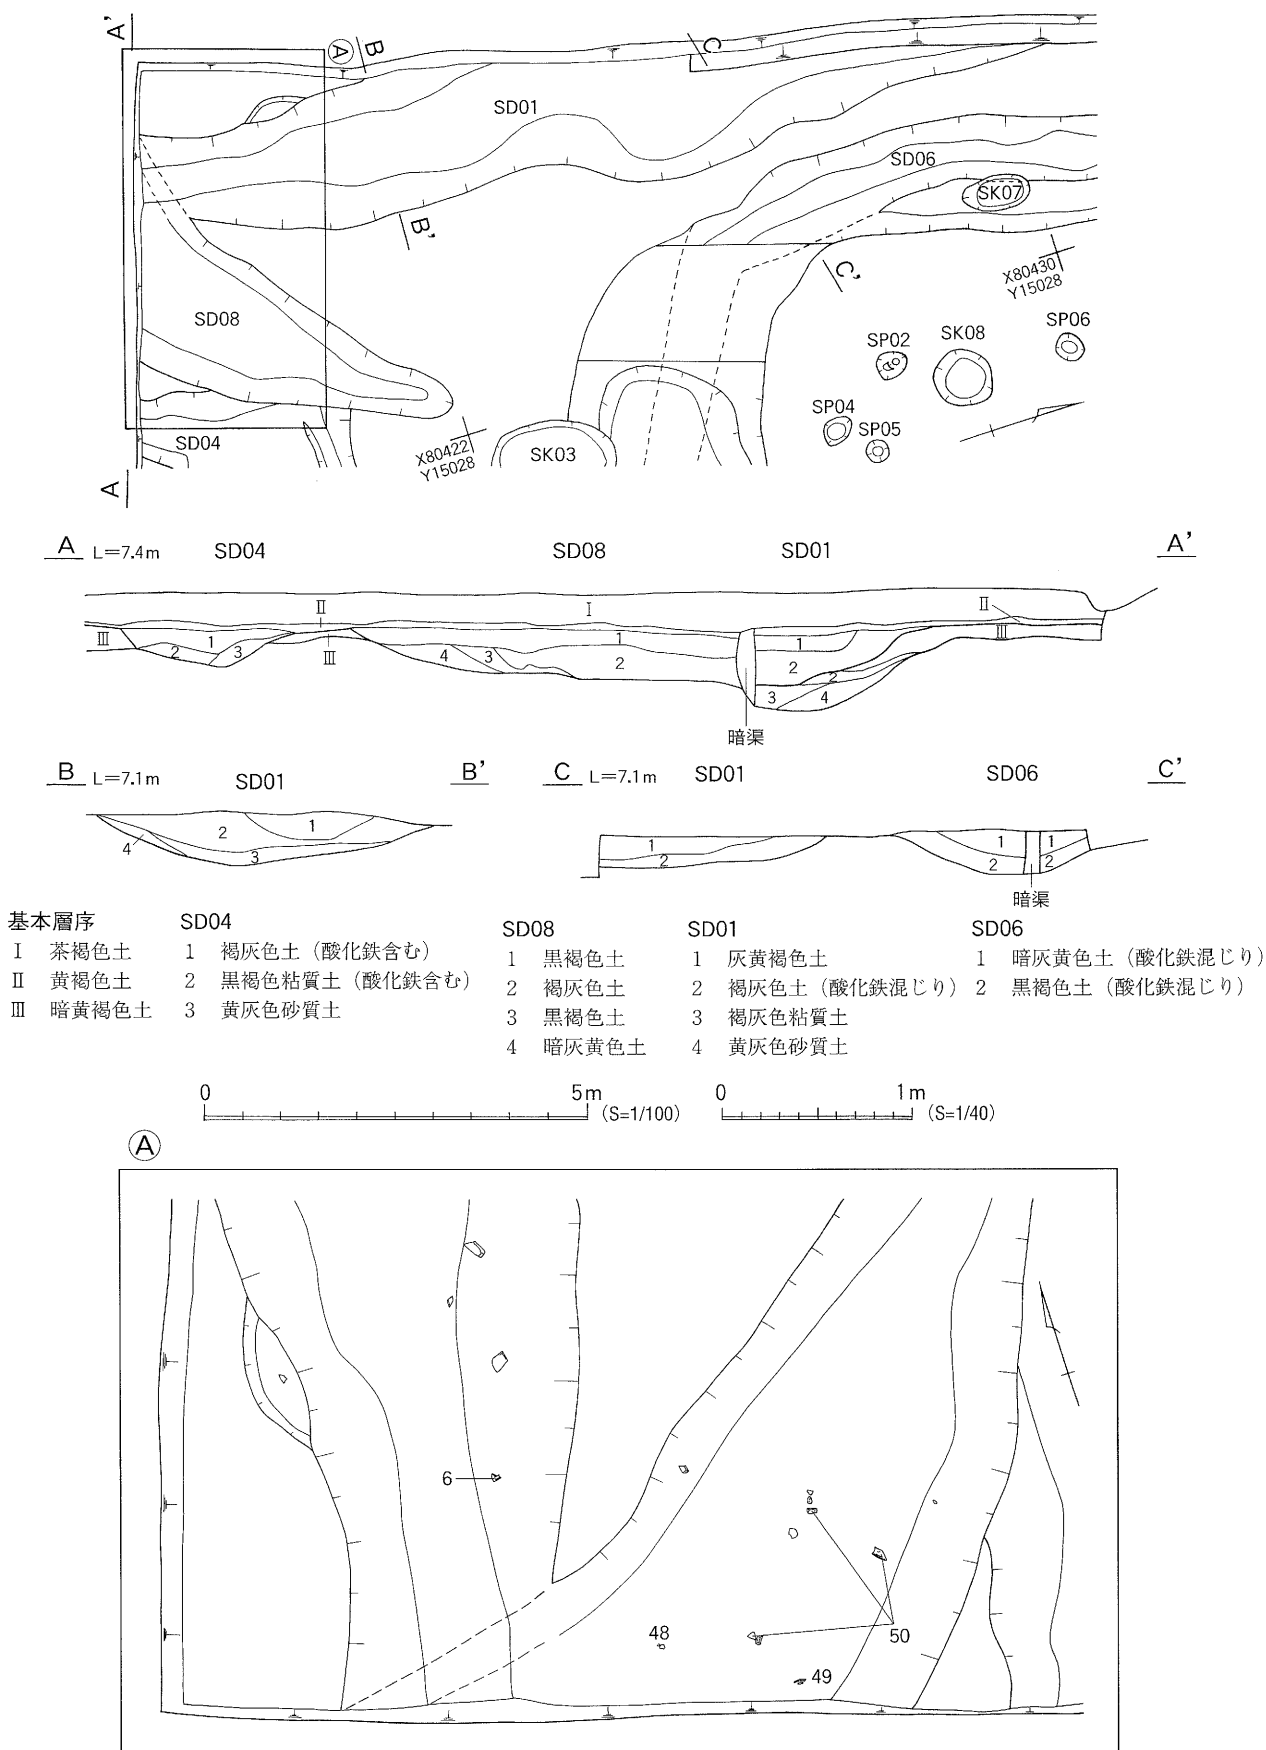 A'
Ⓐ
B
C
SD01
SD06
SK07
B'
C'
X80430
Y15028
SD08
SP02
SK08
SP06
SP04
SP05
SD04
X80422
Y15028
SK03
A
A L=7.4m SD04 SD08 SD01 A'
Ⅱ Ⅰ Ⅱ
Ⅲ 1 1 1 Ⅲ
2 3 Ⅲ 4 3 2 2 2
3 4
暗渠
B L=7.1m SD01 B'
2 1
4 3
C L=7.1m SD01 SD06 C'
1 1 1
2 2 2
暗渠
基本層序
Ⅰ 茶褐色土
Ⅱ 黄褐色土
Ⅲ 暗黄褐色土
SD04
1 褐灰色土（酸化鉄含む）
2 黒褐色粘質土（酸化鉄含む）
3 黄灰色砂質土
SD08
1 黒褐色土
2 褐灰色土
3 黒褐色土
4 暗灰黄色土
SD01
1 灰黄褐色土
2 褐灰色土（酸化鉄混じり）
3 褐灰色粘質土
4 黄灰色砂質土
SD06
1 暗灰黄色土（酸化鉄混じり）
2 黒褐色土（酸化鉄混じり）
0 5m (S=1/100)
0 1m (S=1/40)
Ⓐ
6
48
50
49